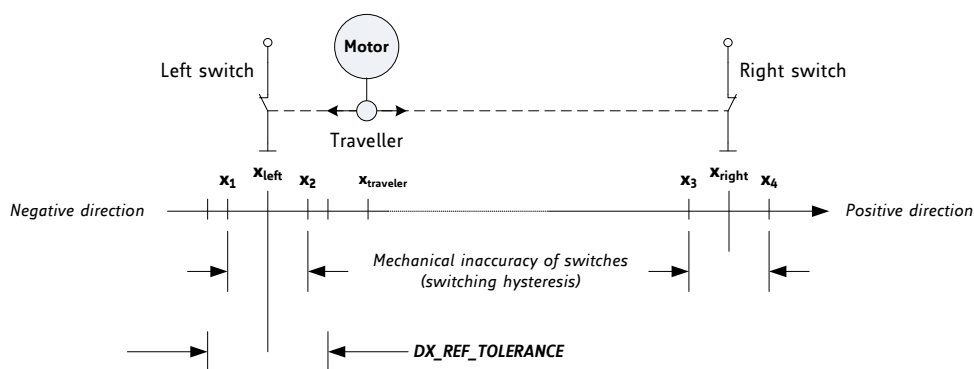 Motor
Left switch
Right switch
Traveller
x1
xleft
x2
xtraveler
x3
xright
x4
Negative direction
Positive direction
Mechanical inaccuracy of switches
(switching hysteresis)
DX_REF_TOLERANCE